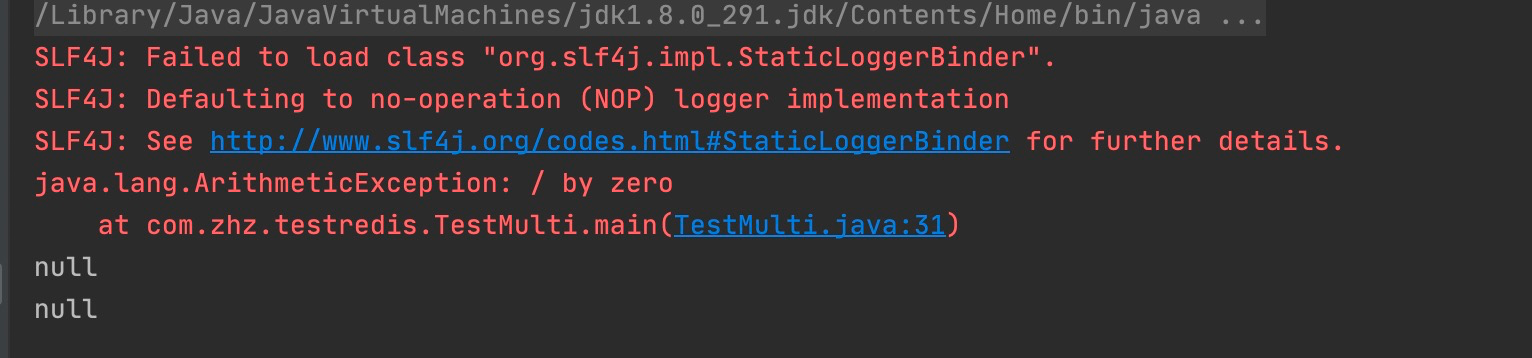 /Library/Java/JavaVirtualMachines/jdk1.8.0_291.jdk/Contents/Home/bin/java ...
SLF4J: Failed to load class "org.slf4j.impl.StaticLoggerBinder".
SLF4J: Defaulting to no-operation (NOP) logger implementation
SLF4J: See http://www.slf4j.org/codes.html#StaticLoggerBinder for further details.
java.lang.ArithmeticException: / by zero
    at com.zhz.testredis.TestMulti.main(TestMulti.java:31)
null
null